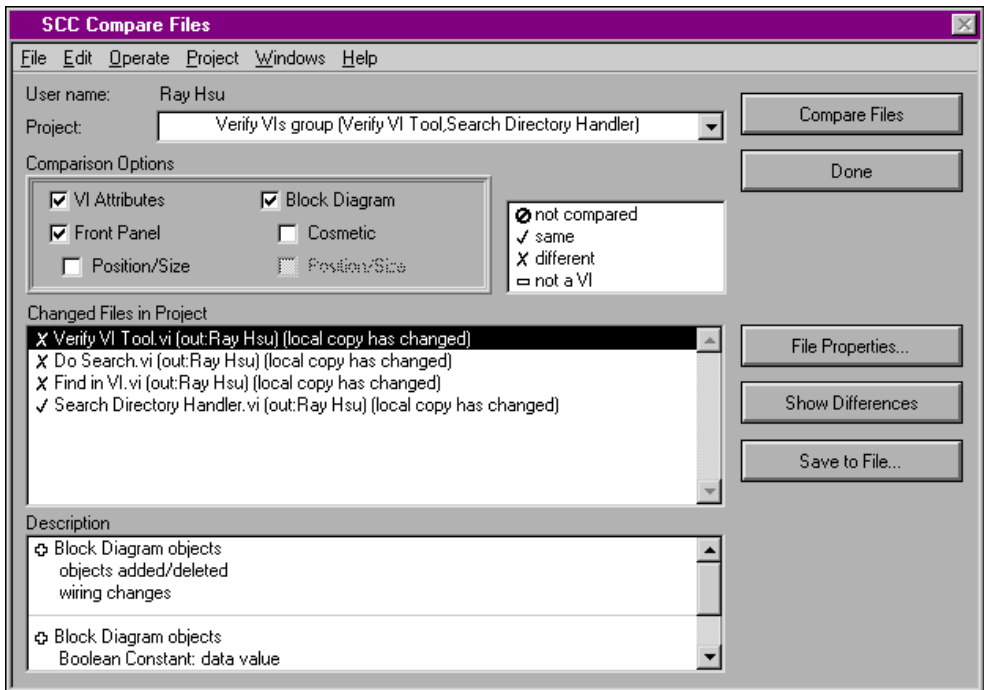 SCC Compare Files
File Edit Operate Project Windows Help
User name: Ray Hsu
Project: Verify VIs group (Verify VI Tool,Search Directory Handler)
Compare Files
Done
Comparison Options
VI Attributes
Block Diagram
Front Panel
Cosmetic
Position/Size
Position/Size
not compared
same
different
not a VI
Changed Files in Project
Verify VI Tool.vi (out:Ray Hsu) (local copy has changed)
Do Search.vi (out:Ray Hsu) (local copy has changed)
Find in VI.vi (out:Ray Hsu) (local copy has changed)
Search Directory Handler.vi (out:Ray Hsu) (local copy has changed)
File Properties...
Show Differences
Save to File...
Description
Block Diagram objects
objects added/deleted
wiring changes
Block Diagram objects
Boolean Constant: data value